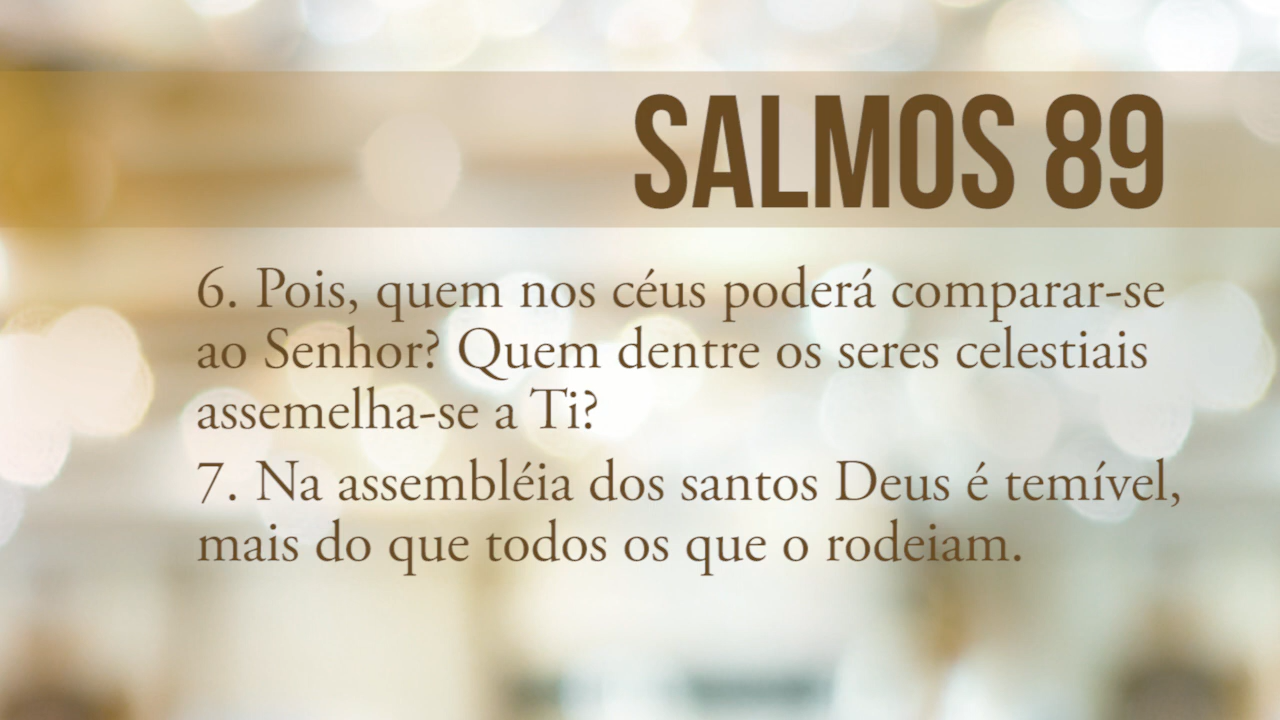 SALMOS 89
6. Pois, quem nos céus poderá comparar-se
ao Senhor? Quem dentre os seres celestiais
assemelha-se a Ti?
7. Na assembléia dos santos Deus é temível,
mais do que todos os que o rodeiam.